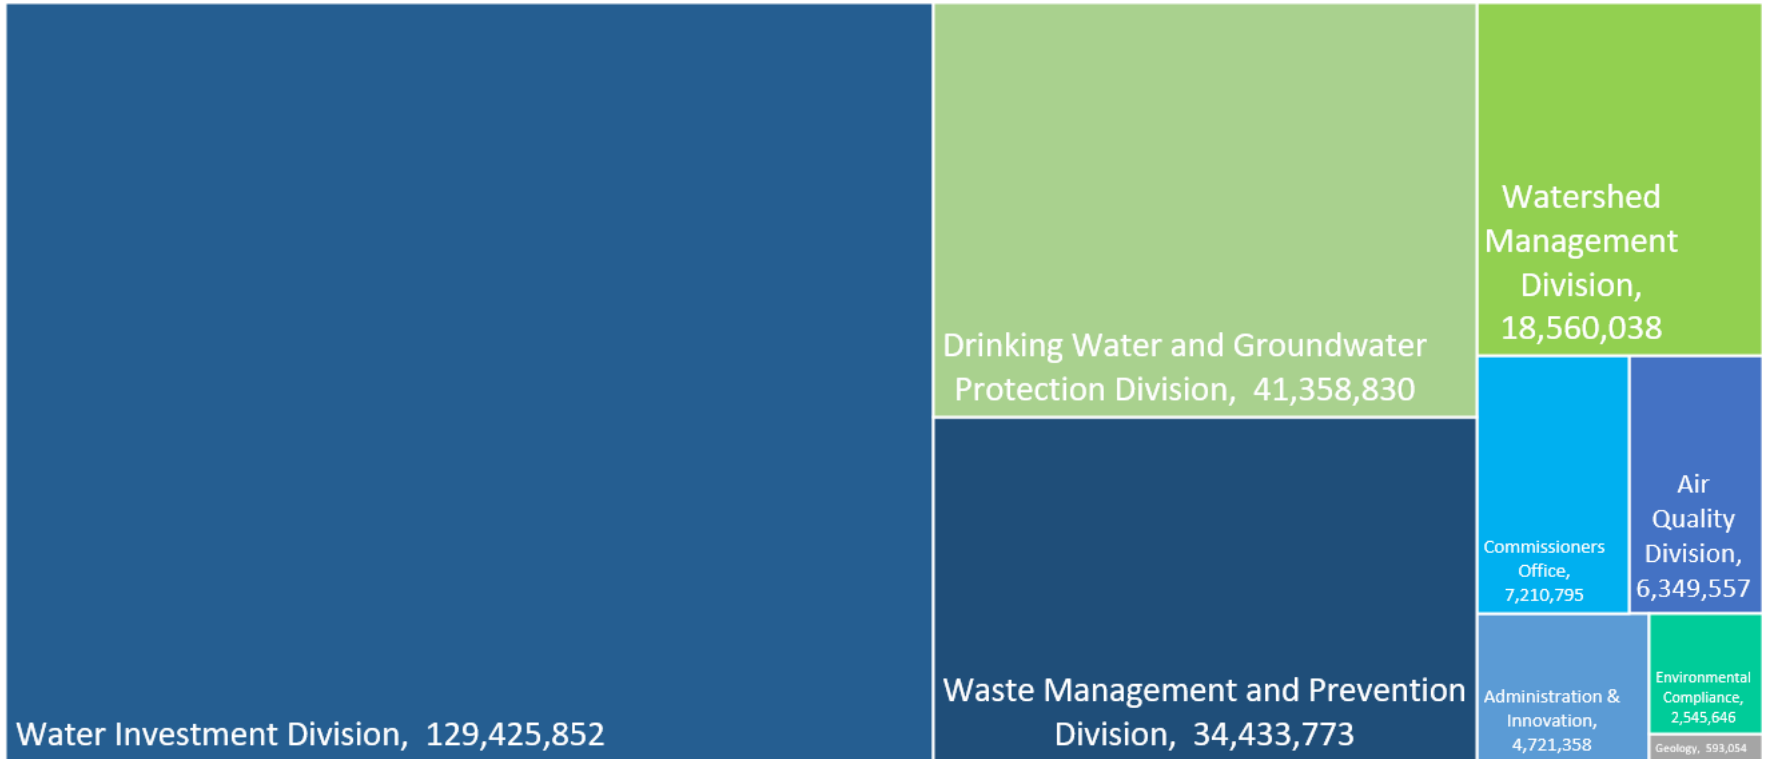 Water Investment Division, 129,425,852
Drinking Water and Groundwater
Protection Division, 41,358,830
Waste Management and Prevention
Division, 34,433,773
Watershed
Management
Division,
18,560,038
Commissioners
Office,
7,210,795
Air
Quality
Division,
6,349,557
Administration &
Innovation,
4,721,358
Environmental
Compliance,
2,545,646
Geology, 593,054